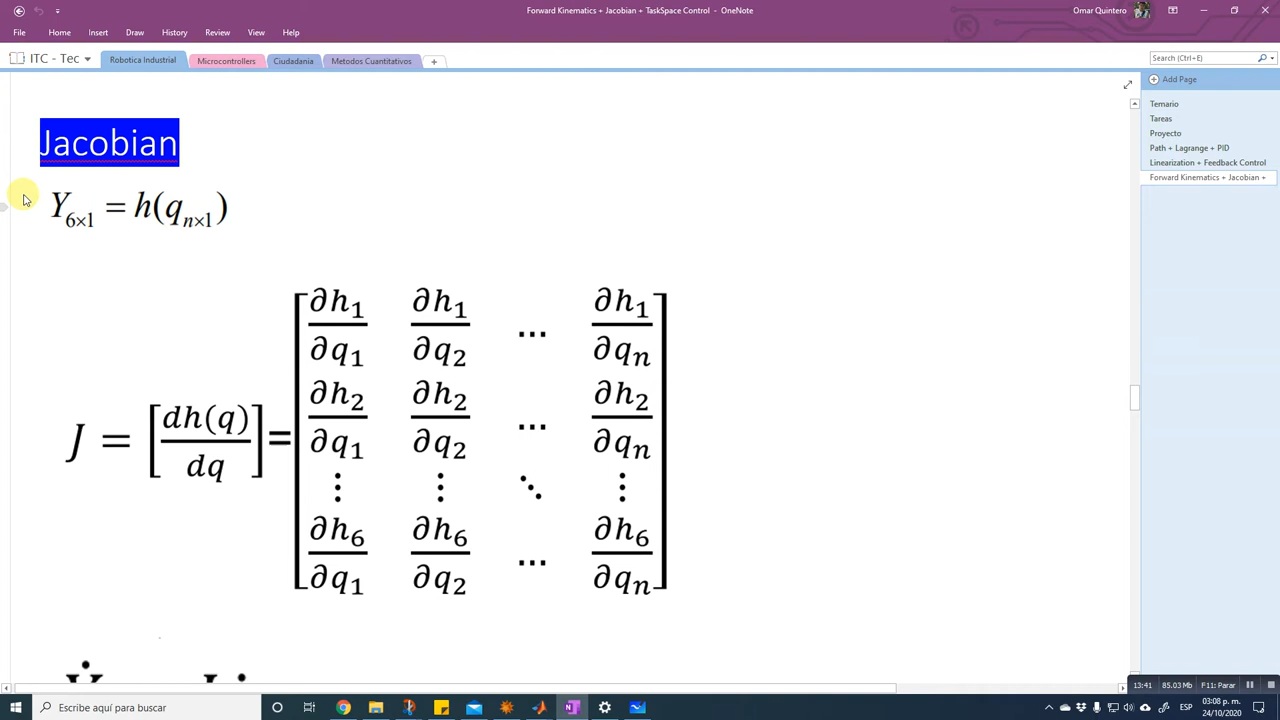 Forward Kinematics + Jacobian + TaskSpace Control - OneNote
Omar Quintero
File Home Insert Draw History Review View Help
ITC - Tec
Robotica Industrial Microcontrollers Ciudadania Metodos Cuantitativos +
Search (Ctrl+E)
Add Page
Temario
Tareas
Proyecto
Path + Lagrange + PID
Linearization + Feedback Control
Forward Kinematics + Jacobian +
Jacobian
Y₆ₓ₁ = h(qₙₓ₁)
J = [dh(q)/dq] = [∂h₁/∂q₁ ∂h₁/∂q₂ ... ∂h₁/∂qₙ
∂h₂/∂q₁ ∂h₂/∂q₂ ... ∂h₂/∂qₙ
⋮ ⋮ ⋱ ⋮
∂h₆/∂q₁ ∂h₆/∂q₂ ... ∂h₆/∂qₙ]
13:41 85.03 Mb F11: Parar
Escribe aquí para buscar
ESP
03:08 p. m.
24/10/2020